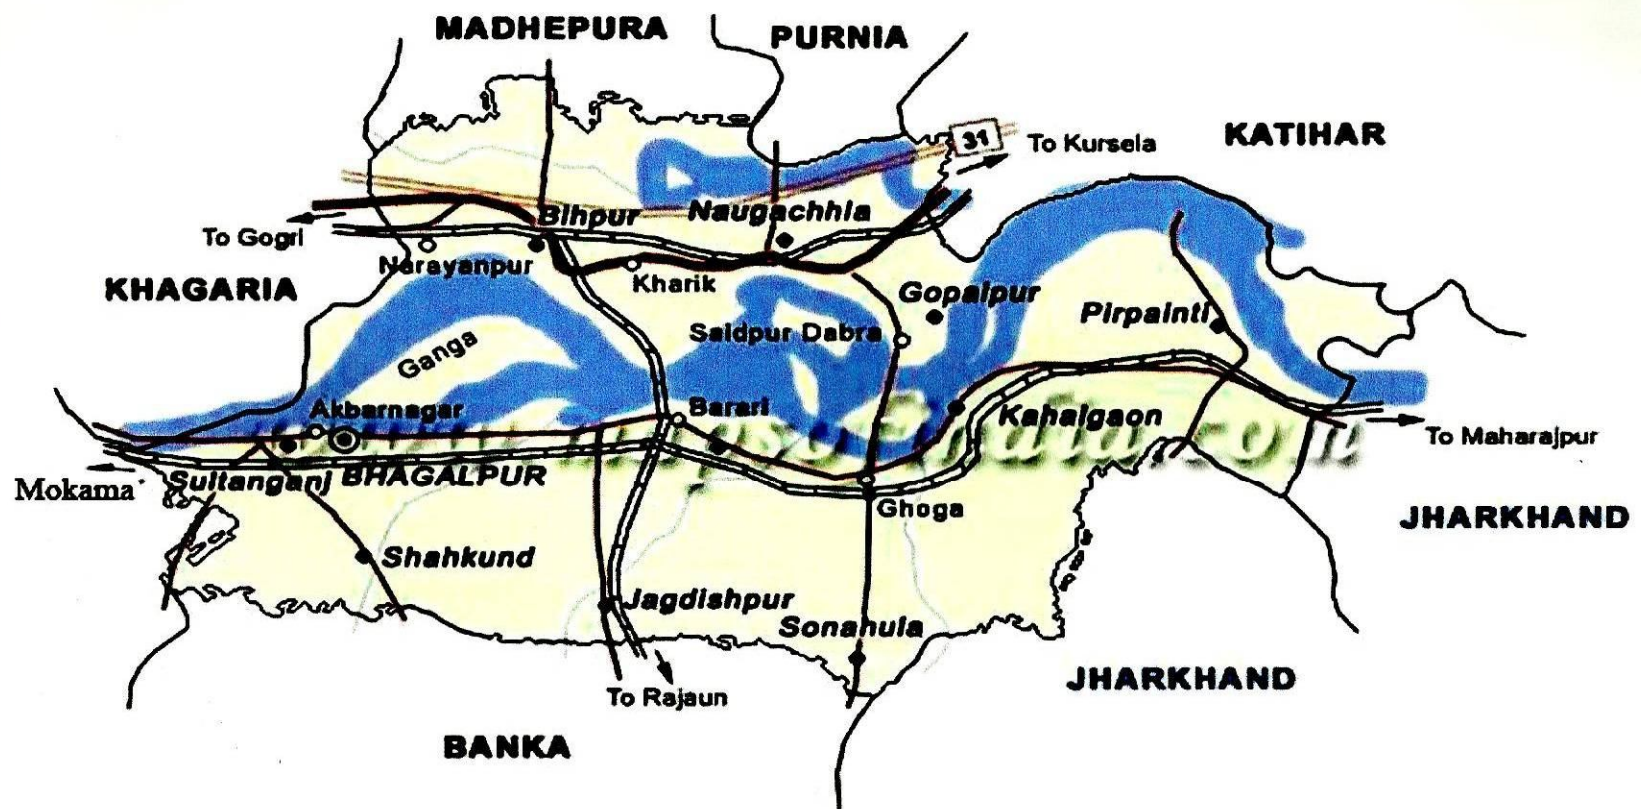 MADHEPURA
PURNIA
KATIHAR
31
To Kursela
Bihpur
Naugachhia
To Gogri
Narayanpur
Kharik
KHAGARIA
Gopalpur
Pirpainti
Saidpur Dabra
Ganga
Akbarnagar
Barari
Kahalgaon
To Maharajpur
Mokama
Sultanganj
BHAGALPUR
Ghoga
JHARKHAND
Shahkund
Jagdishpur
Sonahula
JHARKHAND
To Rajaun
BANKA